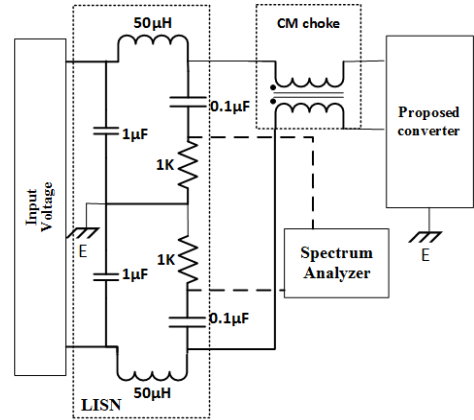 50µH
CM choke
0.1µF
1µF
1K
Proposed
converter
Input
Voltage
E
1K
Spectrum
Analyzer
E
1µF
0.1µF
50µH
LISN